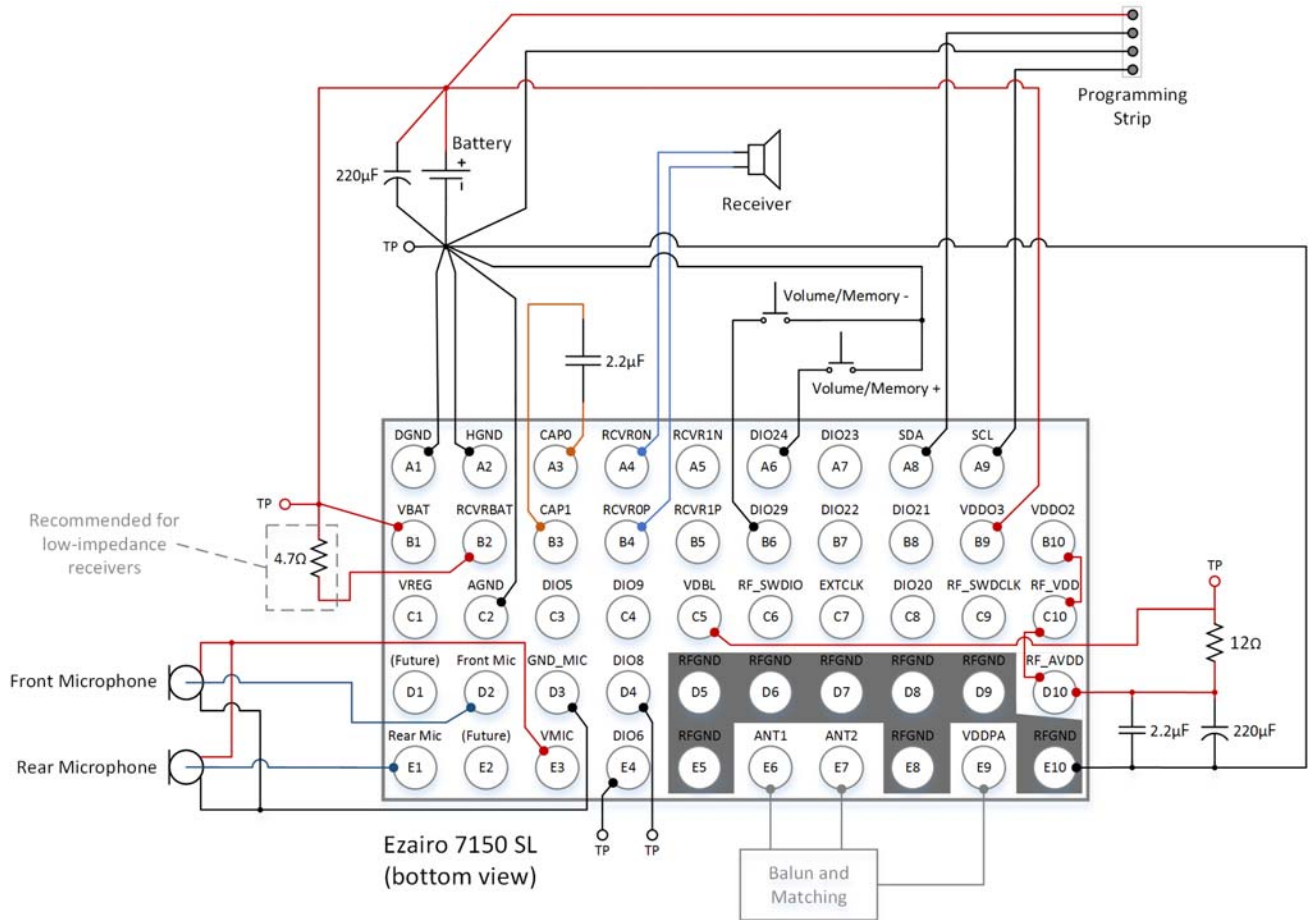 Programming
Strip
Battery
+
220µF
Receiver
TP
Volume/Memory -
2.2µF
Volume/Memory +
DGND HGND CAP0 RCVR0N RCVR1N DIO24 DIO23 SDA SCL
A1 A2 A3 A4 A5 A6 A7 A8 A9
TP
VBAT RCVRBAT CAP1 RCVR0P RCVR1P DIO29 DIO22 DIO21 VDDO3 VDDO2
B1 B2 B3 B4 B5 B6 B7 B8 B9 B10
Recommended for
low-impedance
receivers
4.7Ω
TP
VREG AGND DIO5 DIO9 VDBL RF_SWDIO EXTCLK DIO20 RF_SWDCLK RF_VDD
C1 C2 C3 C4 C5 C6 C7 C8 C9 C10
12Ω
(Future) Front Mic GND_MIC DIO8 RFGND RFGND RFGND RFGND RFGND RF_AVDD
Front Microphone
D1 D2 D3 D4 D5 D6 D7 D8 D9 D10
2.2µF 220µF
Rear Mic (Future) VMIC DIO6 RFGND ANT1 ANT2 RFGND VDDPA RFGND
Rear Microphone
E1 E2 E3 E4 E5 E6 E7 E8 E9 E10
Ezairo 7150 SL
(bottom view)
TP TP
Balun and
Matching